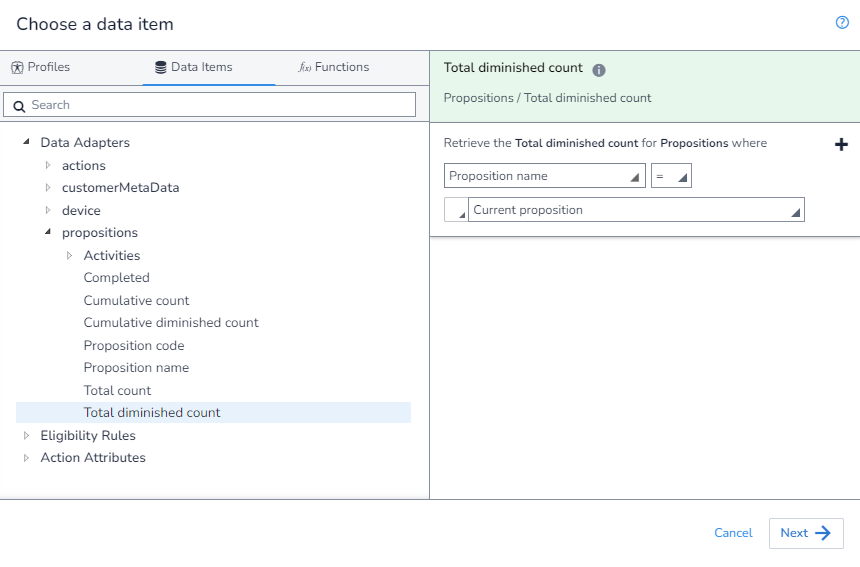 Choose a data item
Profiles
Data Items
f(x) Functions
Search
Data Adapters
actions
customerMetaData
device
propositions
Activities
Completed
Cumulative count
Cumulative diminished count
Proposition code
Proposition name
Total count
Total diminished count
Eligibility Rules
Action Attributes
Total diminished count
Propositions / Total diminished count
Retrieve the Total diminished count for Propositions where
Proposition name
=
Current proposition
Cancel
Next